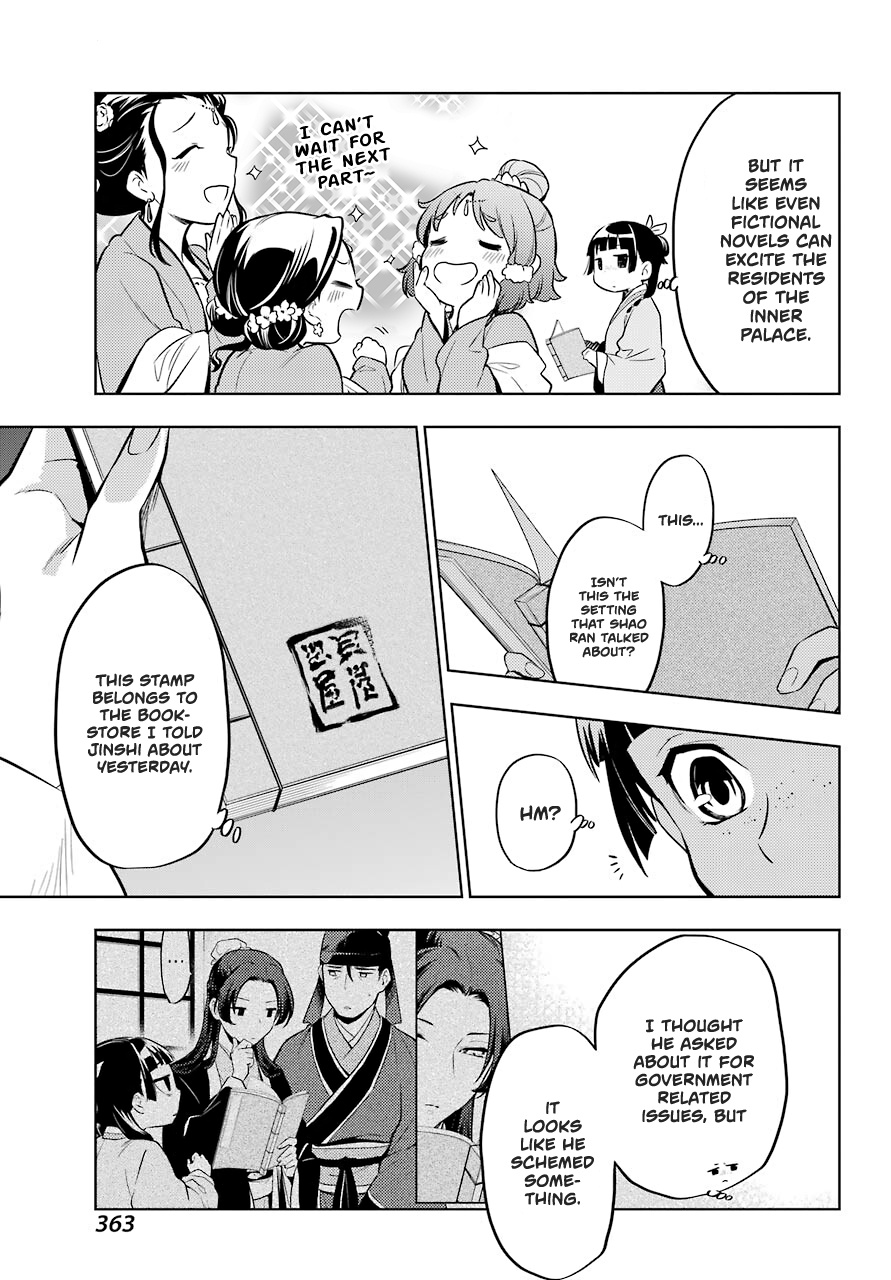 BUT IT
SEEMS
LIKE EVEN
FICTIONAL
NOVELS CAN
EXCITE THE
RESIDENTS
OF THE
INNER
PALACE.
I CAN'T
WAIT FOR
THE NEXT
PART~
THIS...
ISN'T
THIS THE
SETTING
THAT SHAO
RAN TALKED
ABOUT?
HM?
THIS STAMP
BELONGS TO
THE BOOK-
STORE I TOLD
JINSHI ABOUT
YESTERDAY.
I THOUGHT
HE ASKED
ABOUT IT FOR
GOVERNMENT
RELATED
ISSUES, BUT
IT
LOOKS
LIKE HE
SCHEMED
SOME-
THING.
...
363